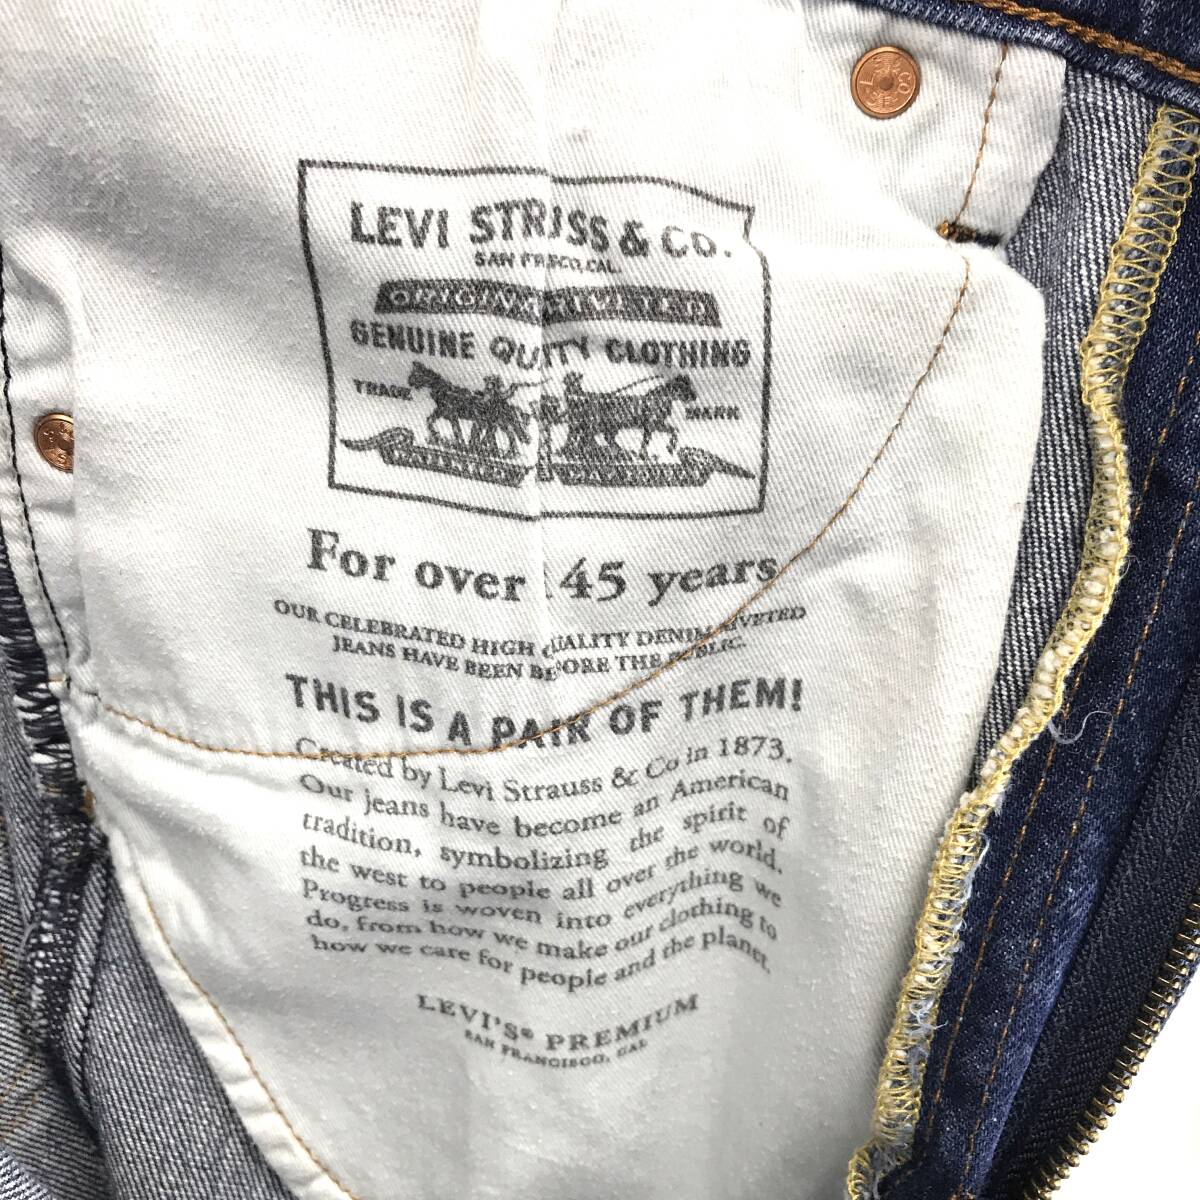 LEVI STRAUSS & CO.
SAN FR'SCO, CAL.
ORIGINAL RIVETED
GENUINE QUALITY CLOTHING
TRADE MARK
For over 145 years
OUR CELEBRATED HIGH QUALITY DENIM RIVETED
JEANS HAVE BEEN BEFORE THE PUBLIC.
THIS IS A PAIR OF THEM!
Created by Levi Strauss & Co in 1873.
Our jeans have become an American
tradition, symbolizing the spirit of
the west to people all over the world.
Progress is woven into everything we
do, from how we make our clothing to
how we care for people and the planet.
LEVI'S® PREMIUM
SAN FRANCISCO, CAL